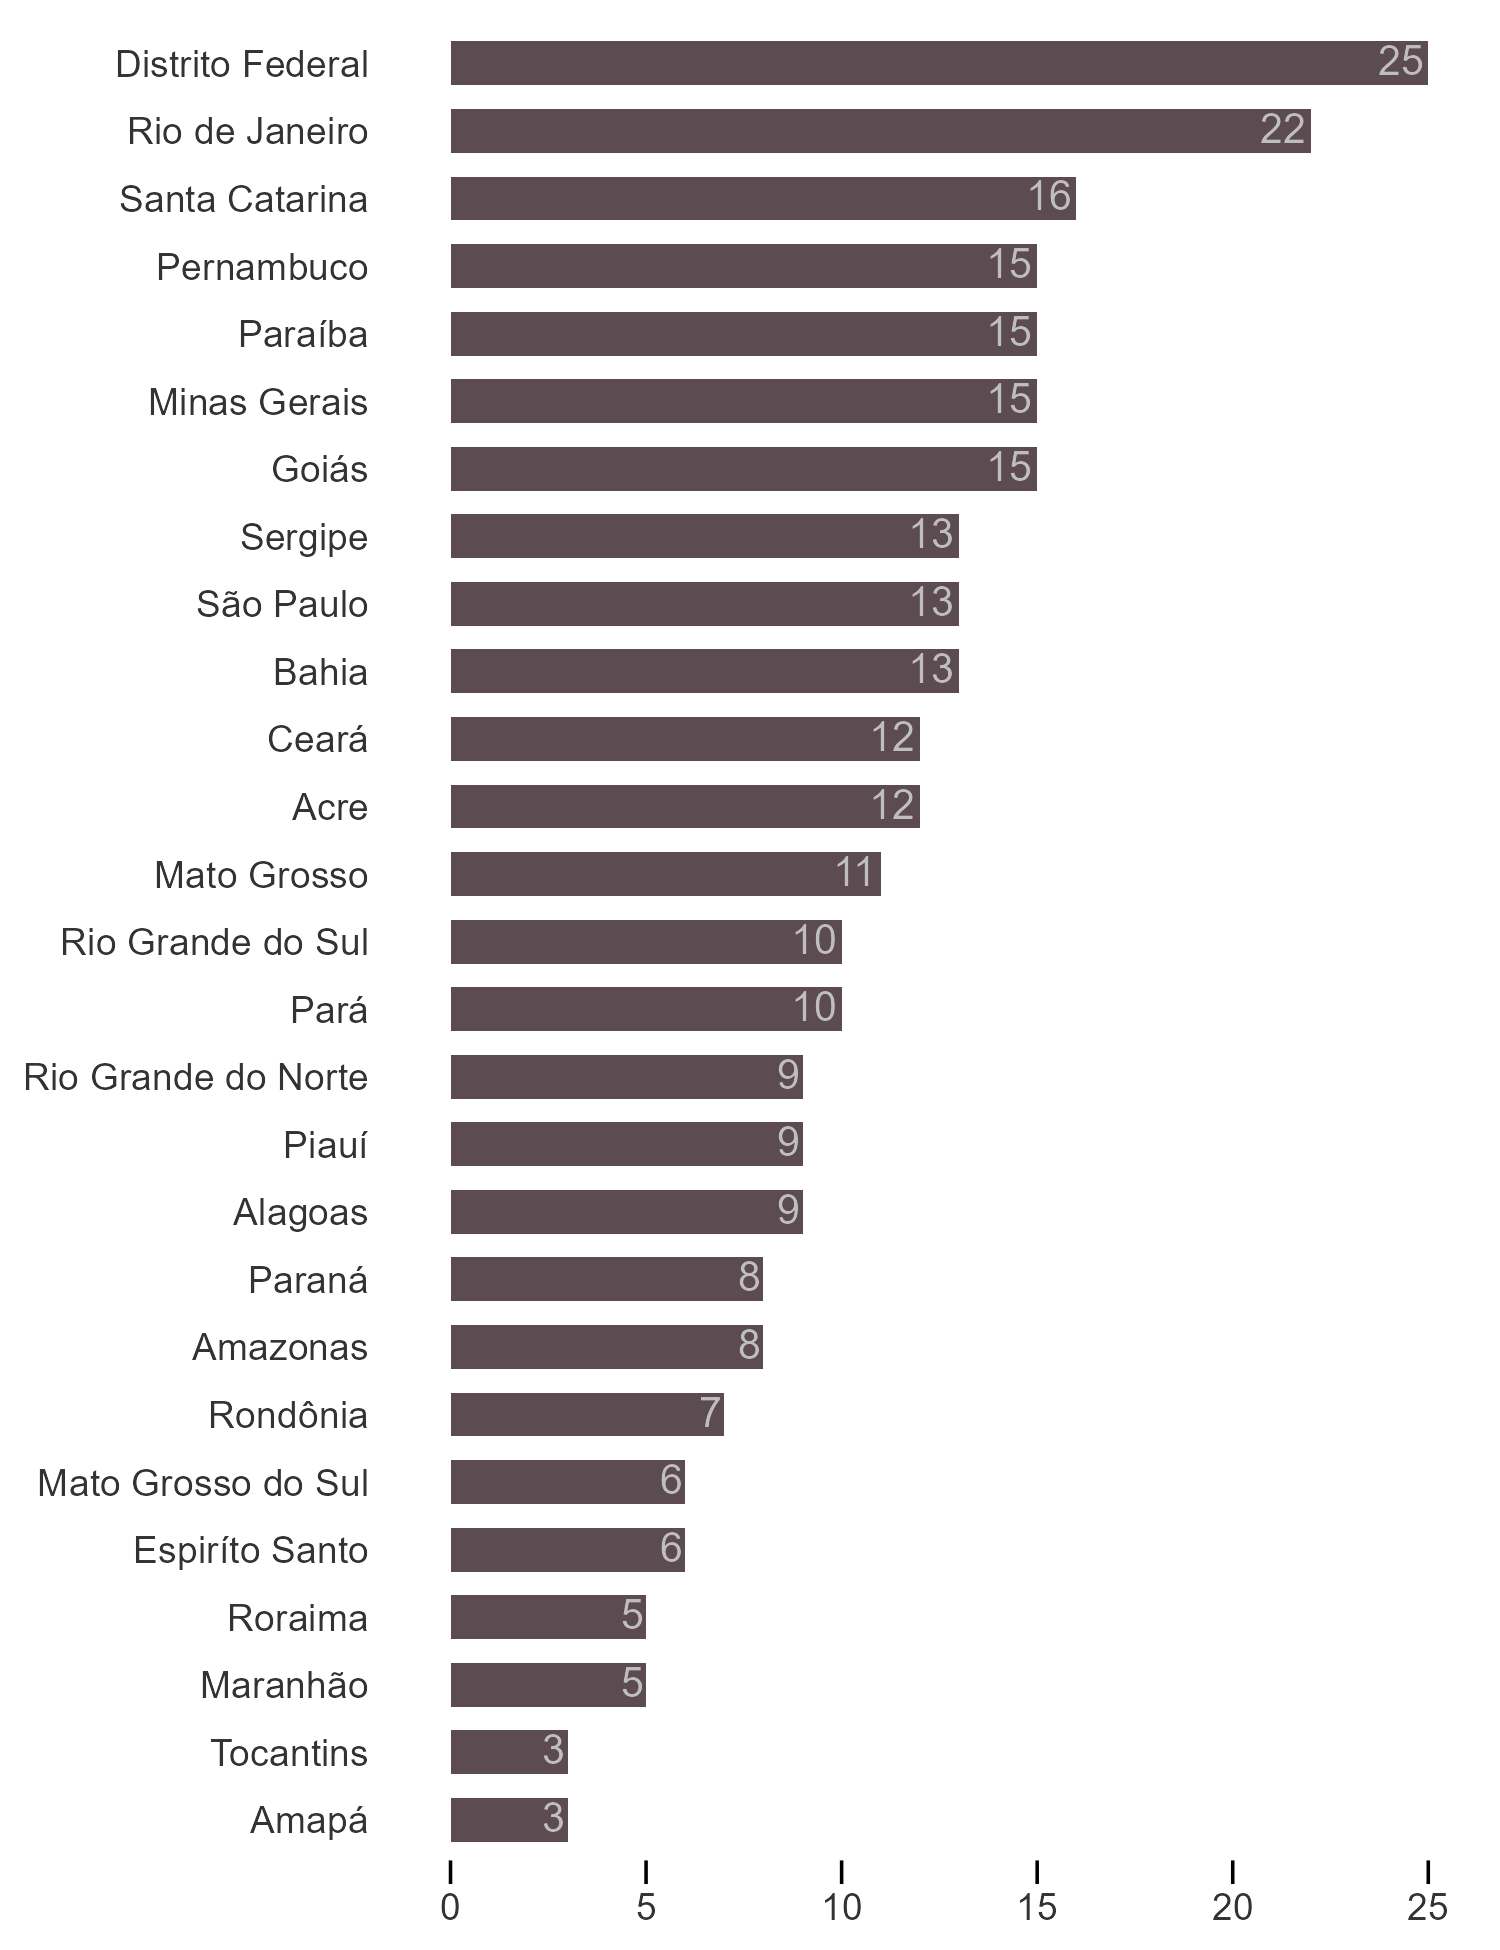 Distrito Federal 25
Rio de Janeiro 22
Santa Catarina 16
Pernambuco 15
Paraíba 15
Minas Gerais 15
Goiás 15
Sergipe 13
São Paulo 13
Bahia 13
Ceará 12
Acre 12
Mato Grosso 11
Rio Grande do Sul 10
Pará 10
Rio Grande do Norte 9
Piauí 9
Alagoas 9
Paraná 8
Amazonas 8
Rondônia 7
Mato Grosso do Sul 6
Espiríto Santo 6
Roraima 5
Maranhão 5
Tocantins 3
Amapá 3
0 5 10 15 20 25